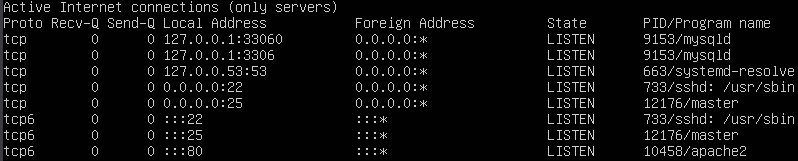 Active Internet connections (only servers)
Proto Recv-Q Send-Q Local Address           Foreign Address         State       PID/Program name
tcp        0      0 127.0.0.1:33060         0.0.0.0:*               LISTEN      9153/mysqld
tcp        0      0 127.0.0.1:3306          0.0.0.0:*               LISTEN      9153/mysqld
tcp        0      0 127.0.0.53:53           0.0.0.0:*               LISTEN      663/systemd-resolve
tcp        0      0 0.0.0.0:22              0.0.0.0:*               LISTEN      733/sshd: /usr/sbin
tcp        0      0 0.0.0.0:25              0.0.0.0:*               LISTEN      12176/master
tcp6       0      0 :::22                   :::*                    LISTEN      733/sshd: /usr/sbin
tcp6       0      0 :::25                   :::*                    LISTEN      12176/master
tcp6       0      0 :::80                   :::*                    LISTEN      10458/apache2